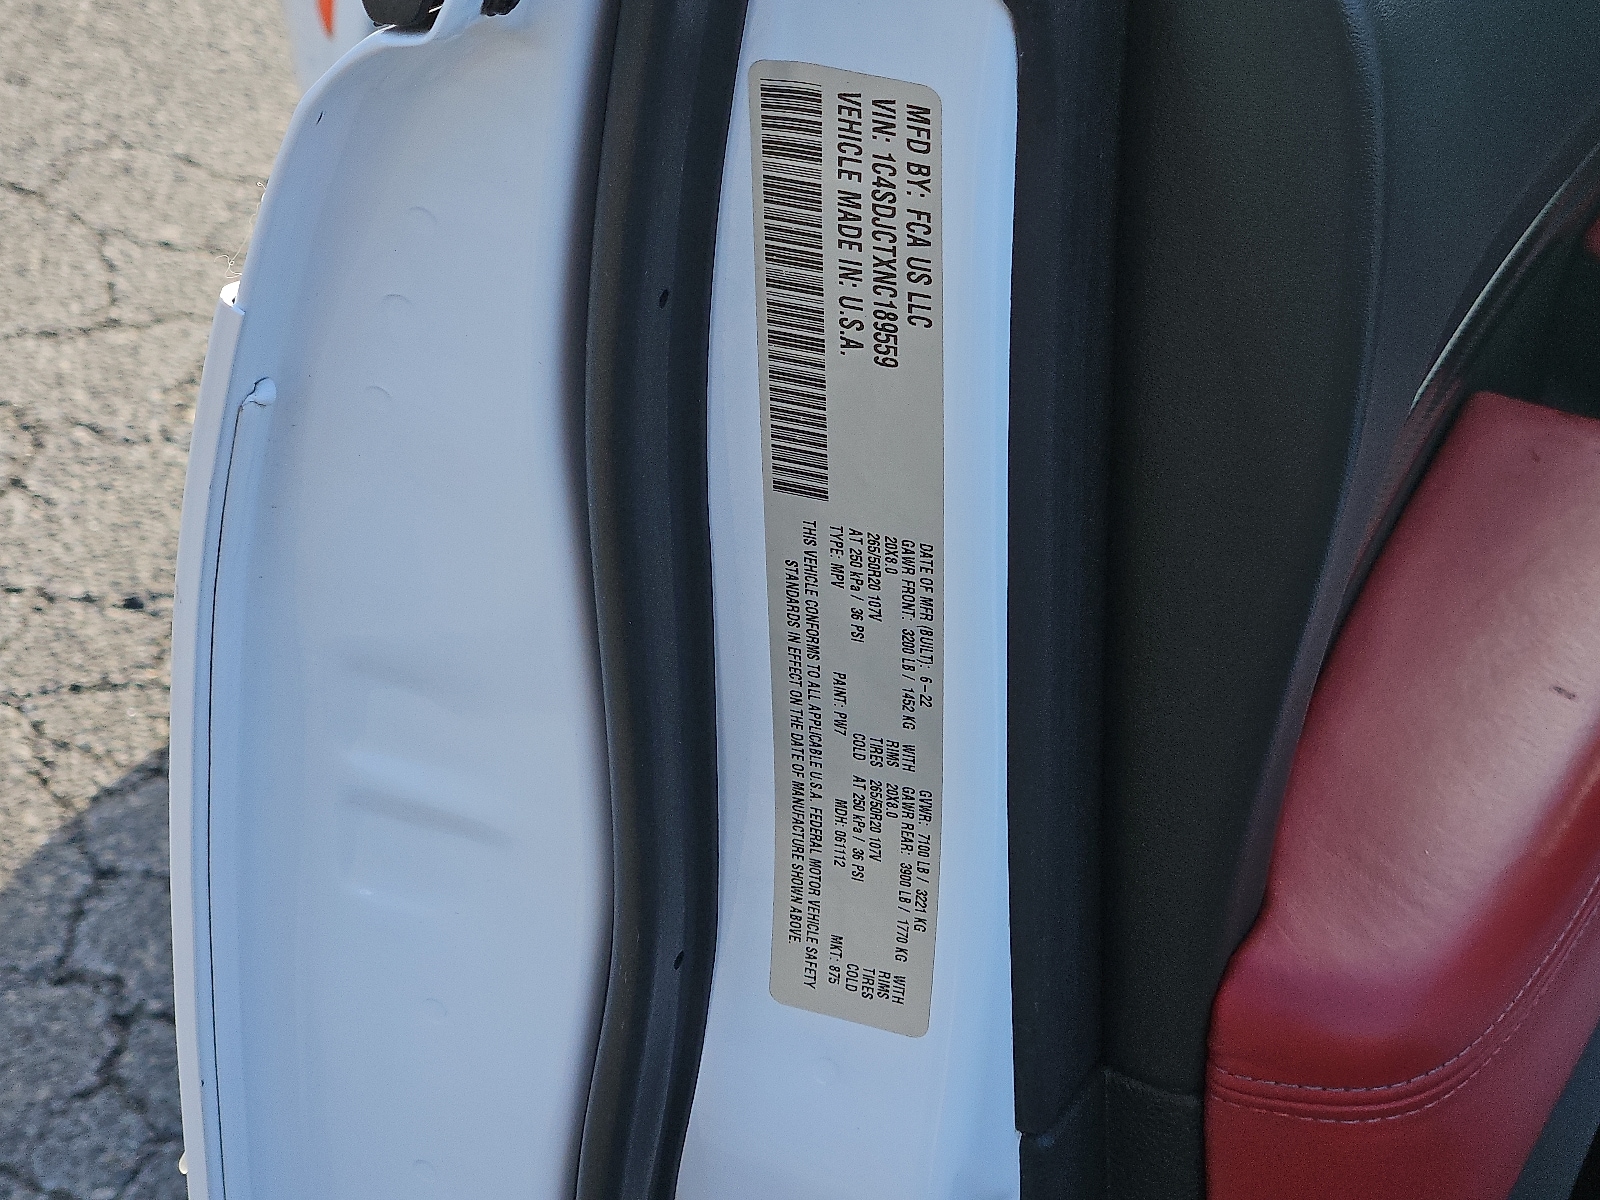 MFD BY: FCA US LLC
VIN: 1C4SDJCTXNC189559
VEHICLE MADE IN: U.S.A.
DATE OF MFR (BUILT): 6-22 GVWR: 7100 LB / 3221 KG
GAWR FRONT: 3200 LB / 1452 KG WITH GAWR REAR: 3900 LB / 1770 KG WITH
20X8.0 RIMS 20X8.0 RIMS
265/50R20 107V TIRES 265/50R20 107V TIRES
AT 250 kPa / 36 PSI COLD AT 250 kPa / 36 PSI COLD
TYPE: MPV PAINT: PW7 MDH: 061112 MKT: 875
THIS VEHICLE CONFORMS TO ALL APPLICABLE U.S.A. FEDERAL MOTOR VEHICLE SAFETY
STANDARDS IN EFFECT ON THE DATE OF MANUFACTURE SHOWN ABOVE.